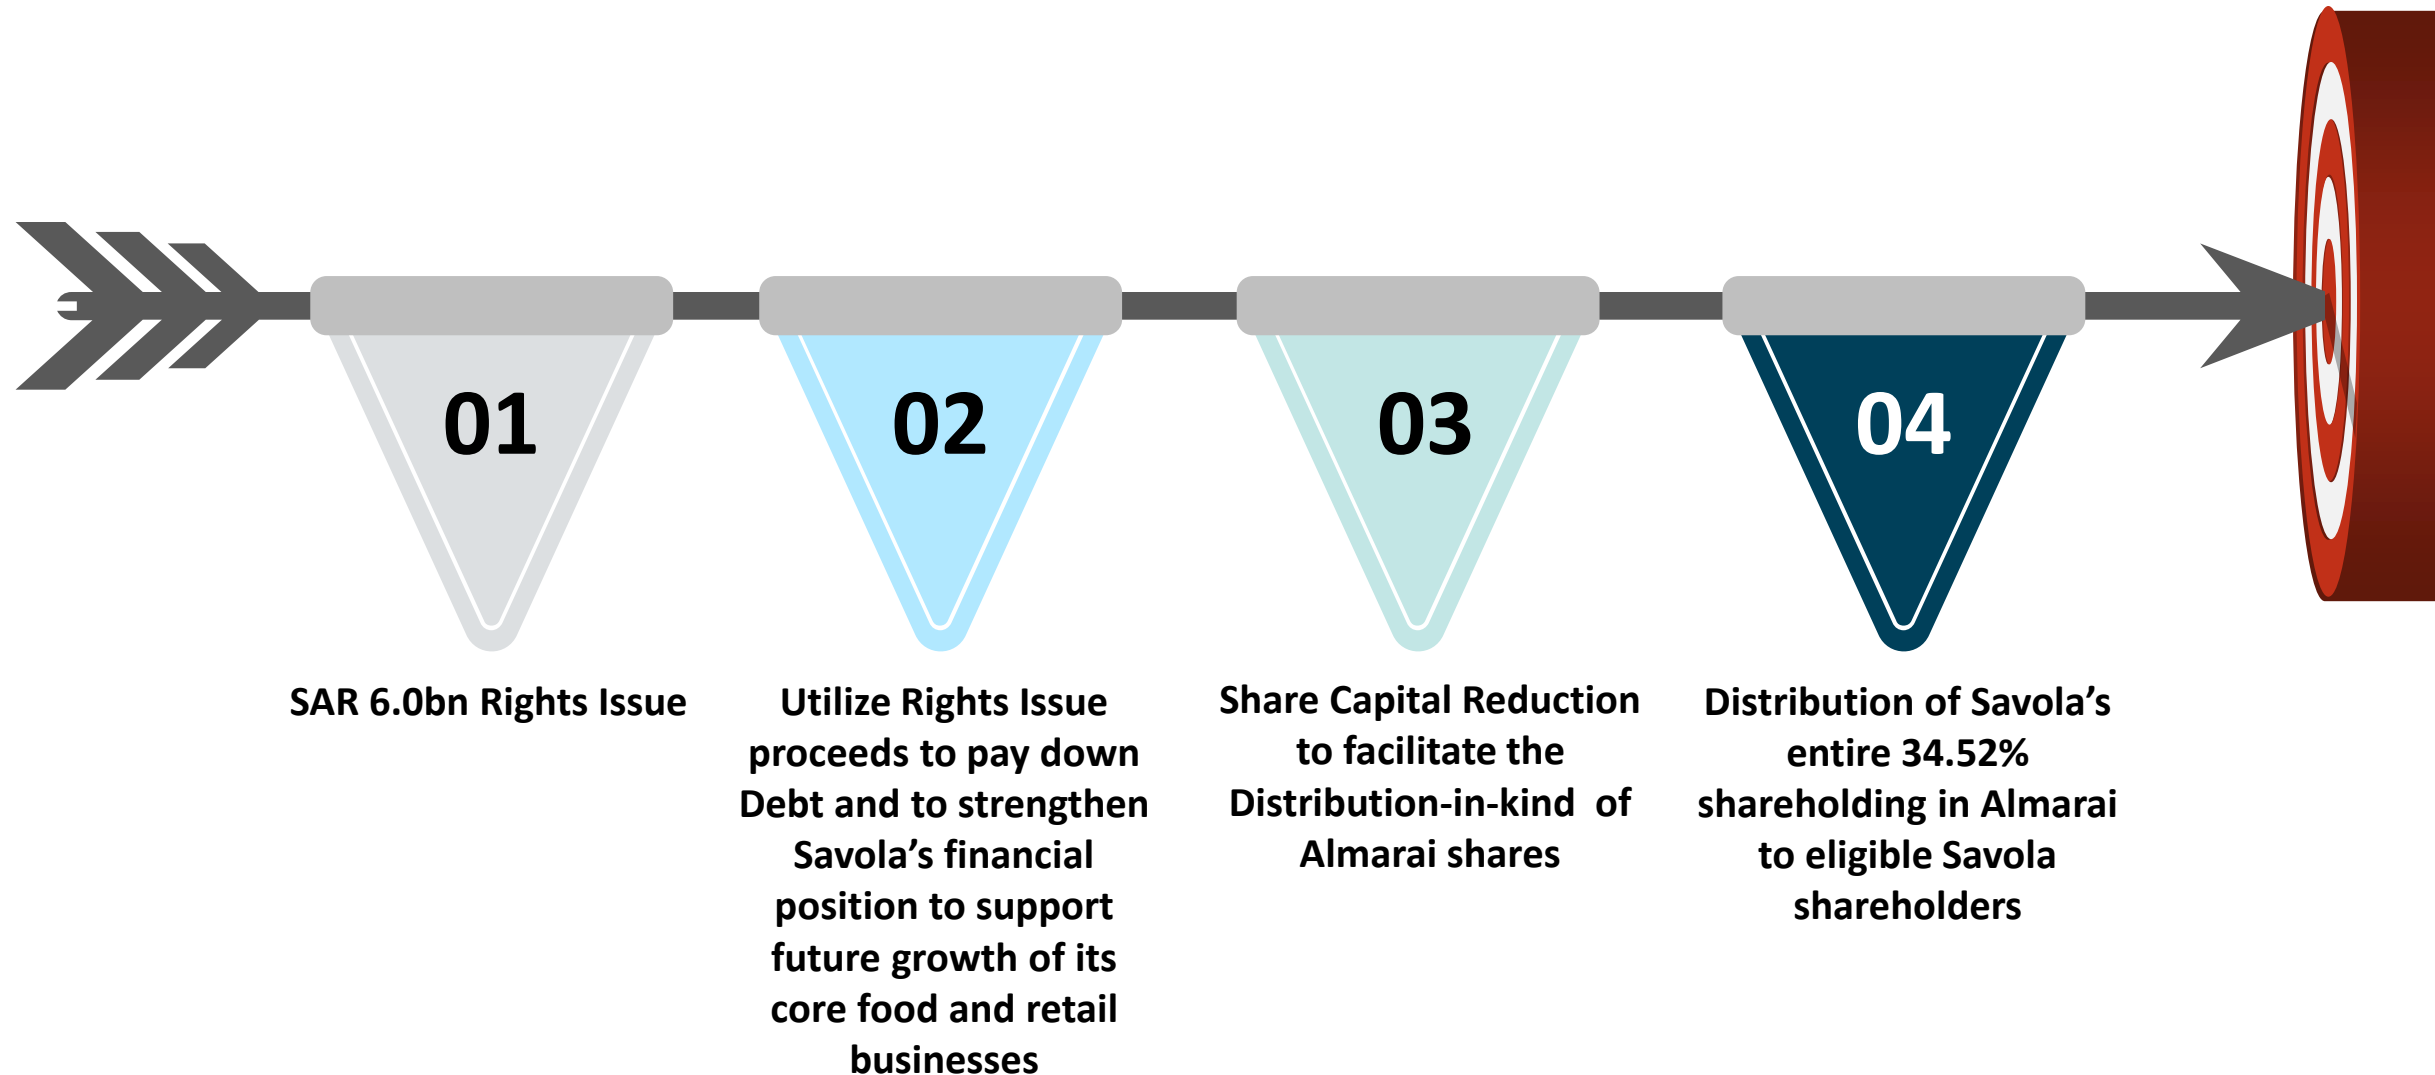 01
SAR 6.0bn Rights Issue
02
Utilize Rights Issue
proceeds to pay down
Debt and to strengthen
Savola’s financial
position to support
future growth of its
core food and retail
businesses
03
Share Capital Reduction
to facilitate the
Distribution-in-kind  of
Almarai shares
04
Distribution of Savola’s
entire 34.52%
shareholding in Almarai
to eligible Savola
shareholders